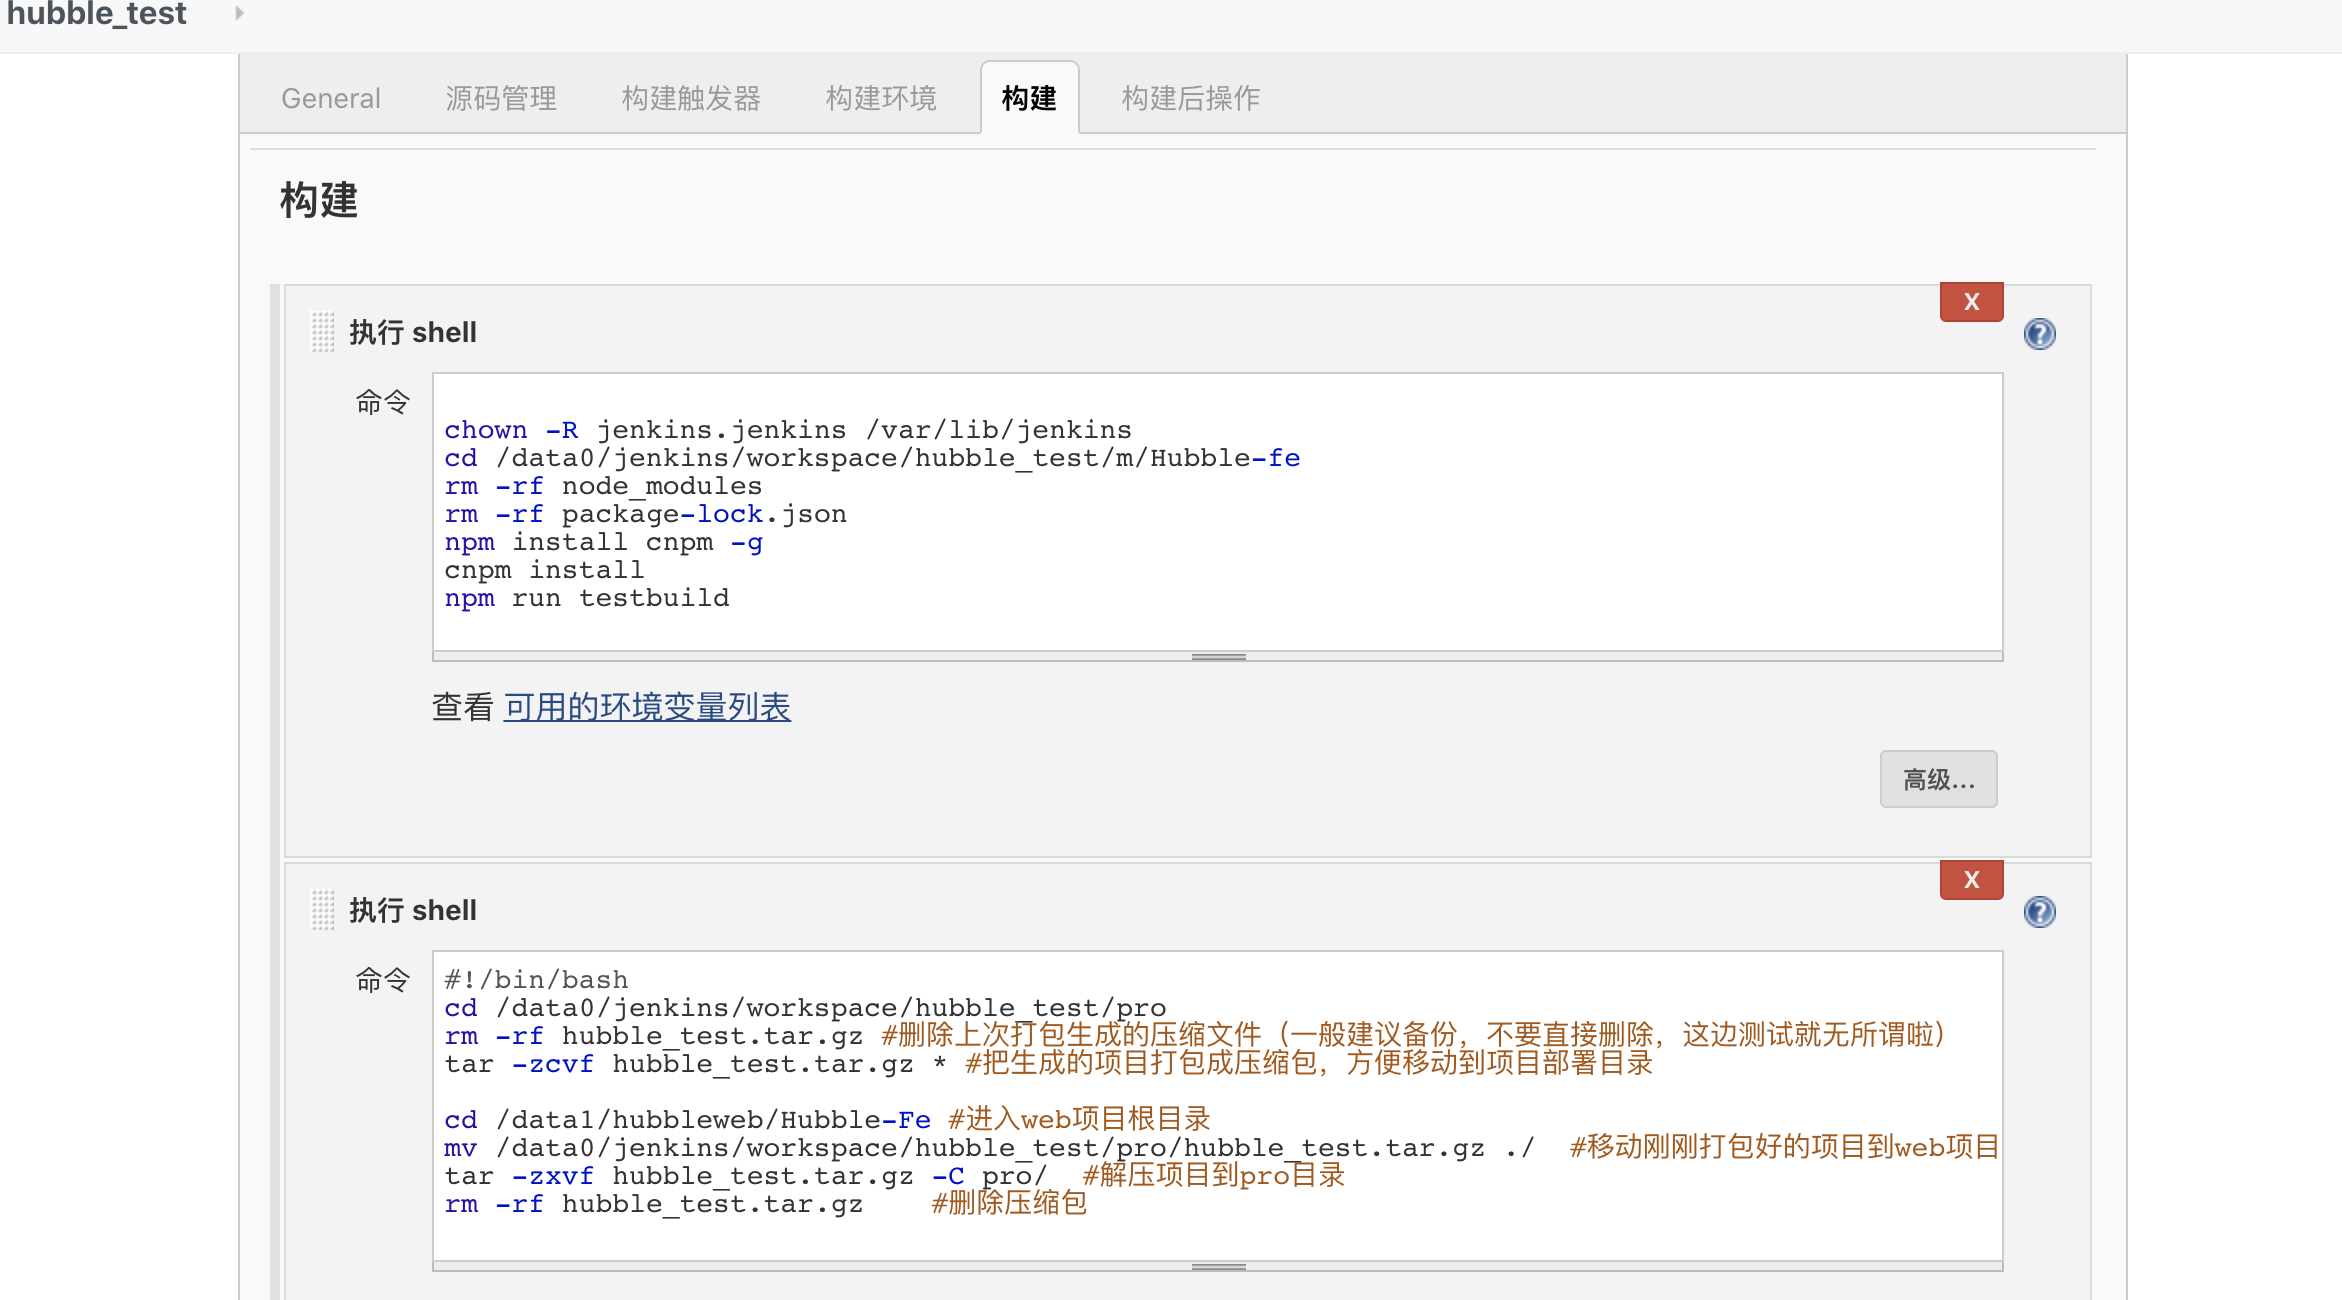 hubble_test
General 源码管理 构建触发器 构建环境 构建 构建后操作
构建
X
执行 shell
命令
chown -R jenkins.jenkins /var/lib/jenkins
cd /data0/jenkins/workspace/hubble_test/m/Hubble-fe
rm -rf node_modules
rm -rf package-lock.json
npm install cnpm -g
cnpm install
npm run testbuild
查看 可用的环境变量列表
高级...
X
执行 shell
命令
#!/bin/bash
cd /data0/jenkins/workspace/hubble_test/pro
rm -rf hubble_test.tar.gz #删除上次打包生成的压缩文件（一般建议备份，不要直接删除，这边测试就无所谓啦）
tar -zcvf hubble_test.tar.gz * #把生成的项目打包成压缩包，方便移动到项目部署目录
cd /data1/hubbleweb/Hubble-Fe #进入web项目根目录
mv /data0/jenkins/workspace/hubble_test/pro/hubble_test.tar.gz ./  #移动刚刚打包好的项目到web项目
tar -zxvf hubble_test.tar.gz -C pro/  #解压项目到pro目录
rm -rf hubble_test.tar.gz    #删除压缩包